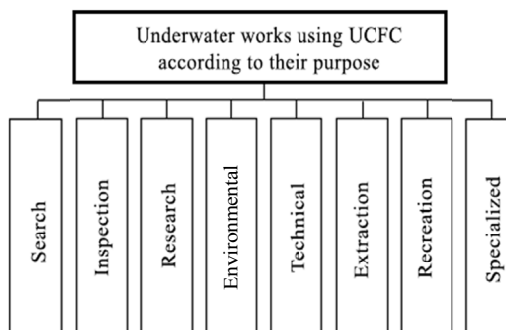 Underwater works using UCFC
according to their purpose
Search
Inspection
Research
Environmental
Technical
Extraction
Recreation
Specialized